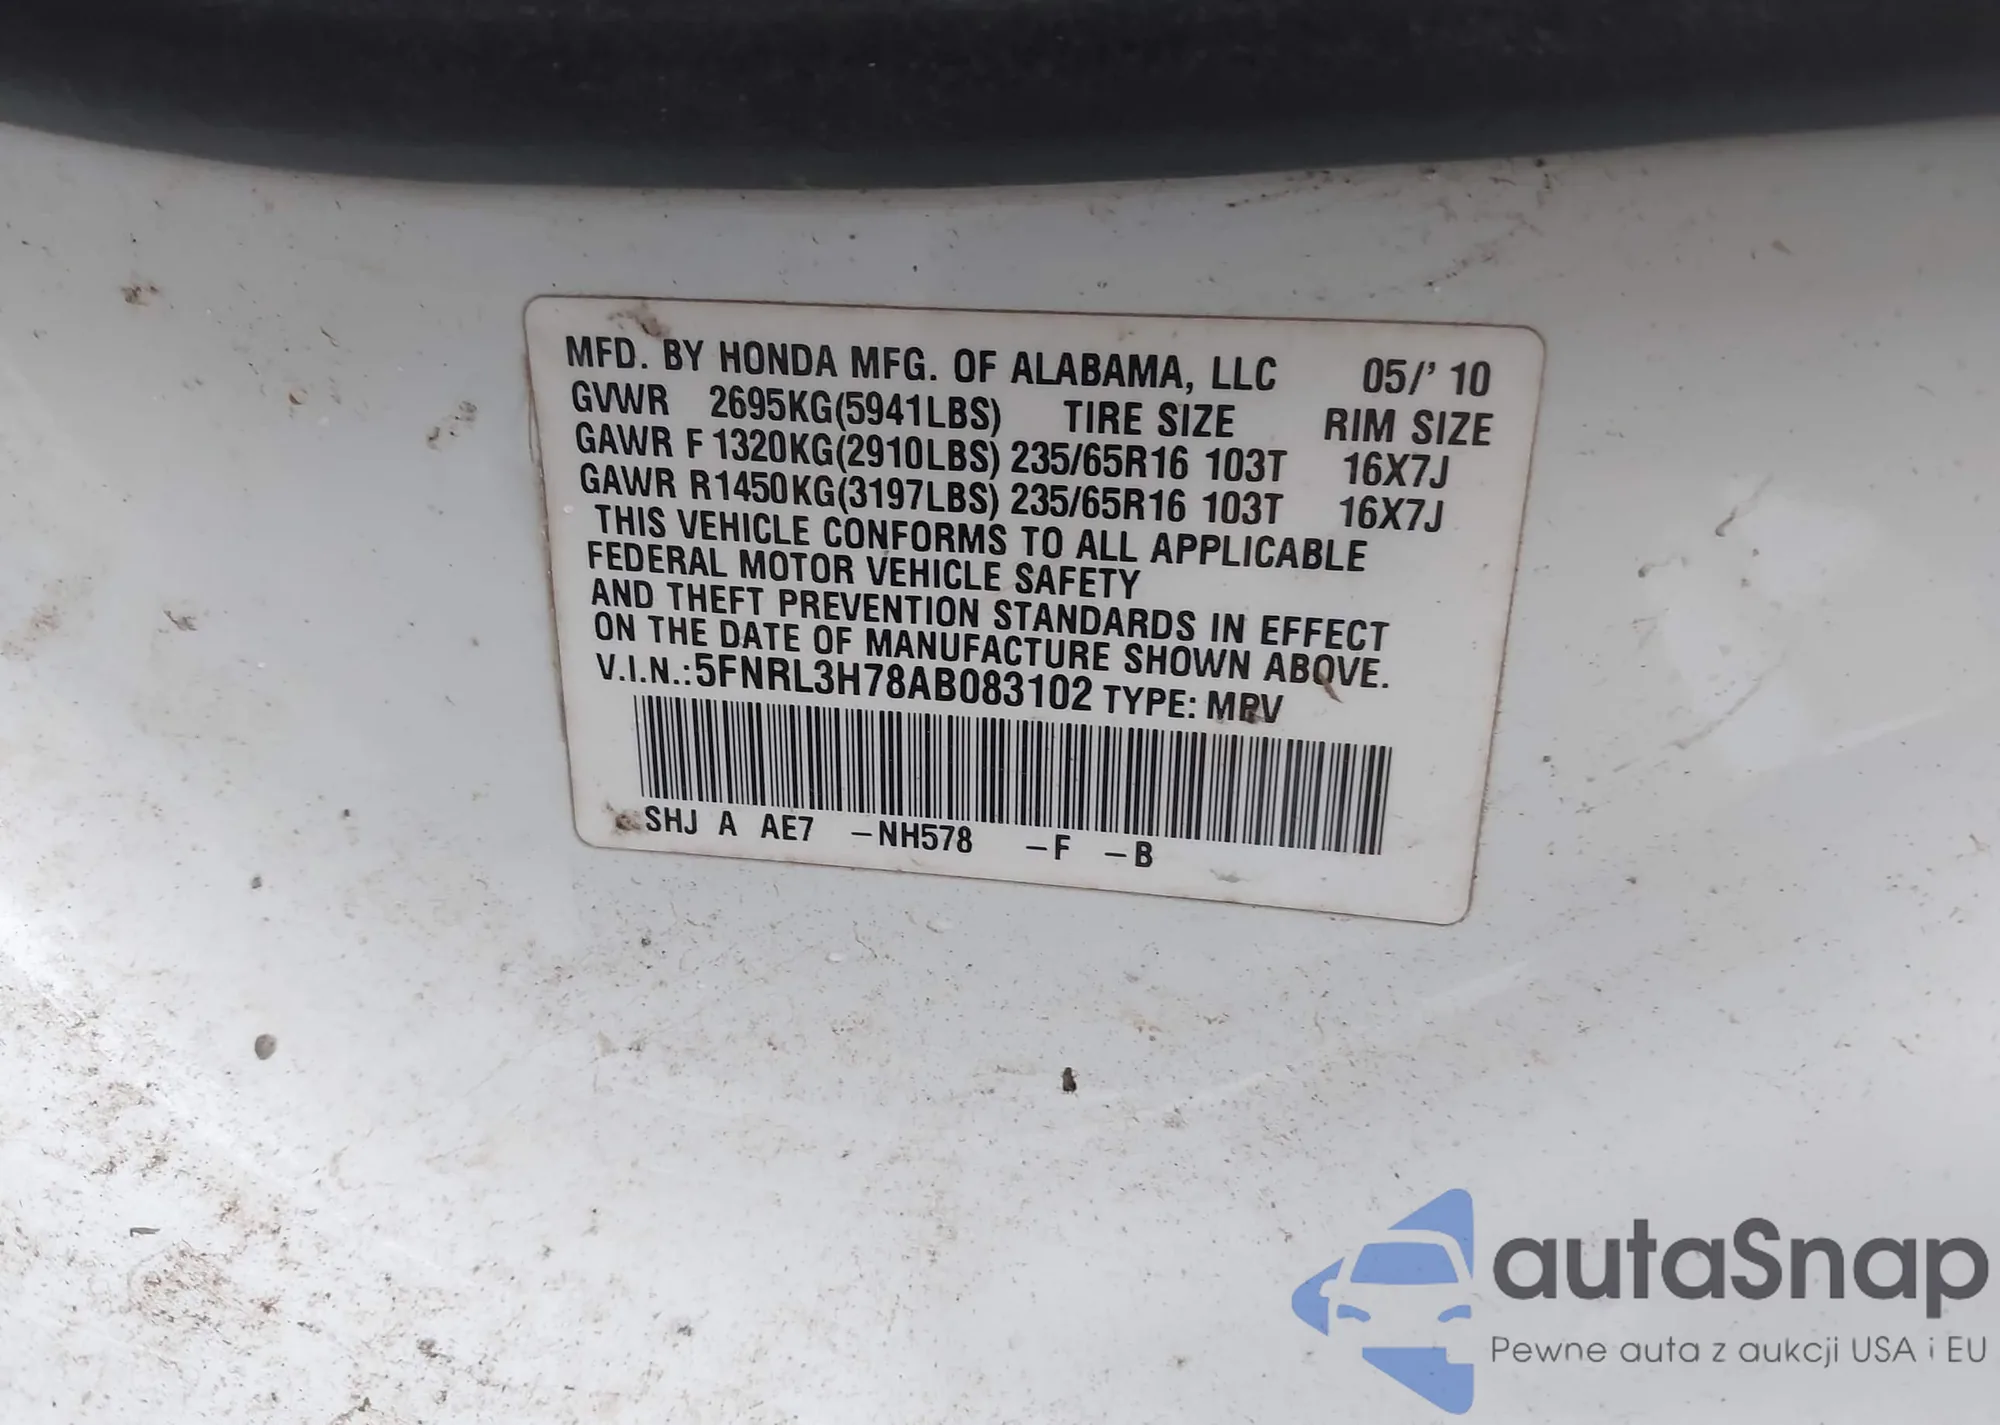 MFD. BY HONDA MFG. OF ALABAMA, LLC 05/' 10
GVWR 2695KG(5941LBS) TIRE SIZE RIM SIZE
GAWR F 1320KG(2910LBS) 235/65R16 103T 16X7J
GAWR R1450KG(3197LBS) 235/65R16 103T 16X7J
THIS VEHICLE CONFORMS TO ALL APPLICABLE
FEDERAL MOTOR VEHICLE SAFETY
AND THEFT PREVENTION STANDARDS IN EFFECT
ON THE DATE OF MANUFACTURE SHOWN ABOVE.
V.I.N.:5FNRL3H78AB083102 TYPE: MPV
SHJ A AE7 –NH578 –F –B
autaSnap
Pewne auta z aukcji USA i EU